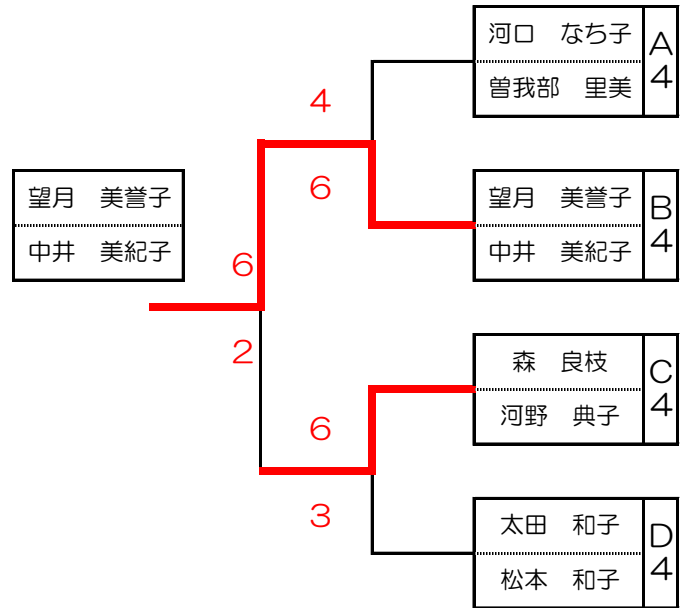 河口　なち子
曽我部　里美
A
4
4
6
望月　美誉子
中井　美紀子
B
4
望月　美誉子
中井　美紀子
6
2
森　良枝
河野　典子
C
4
6
3
太田　和子
松本　和子
D
4